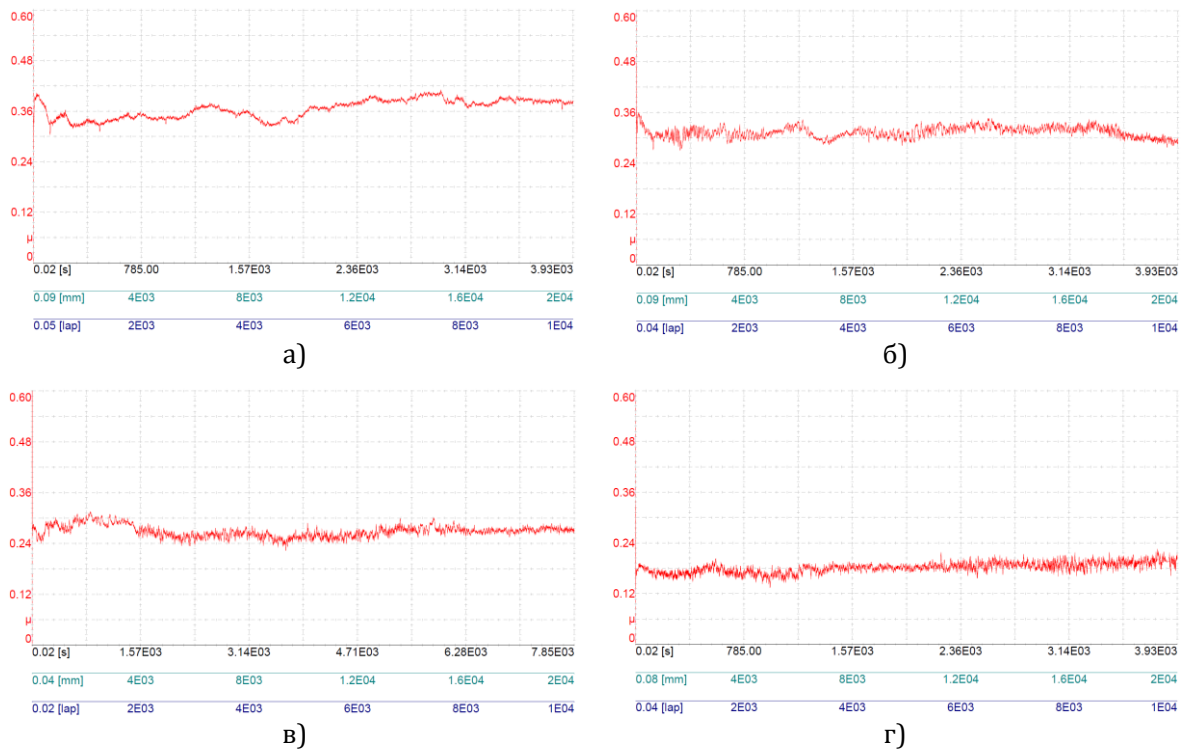 0.60
0.48
0.36
0.24
0.12
μ
0
0.02 [s] 785.00 1.57E03 2.36E03 3.14E03 3.93E03
0.09 [mm] 4E03 8E03 1.2E04 1.6E04 2E04
0.05 [lap] 2E03 4E03 6E03 8E03 1E04
а)
0.60
0.48
0.36
0.24
0.12
μ
0
0.02 [s] 785.00 1.57E03 2.36E03 3.14E03 3.93E03
0.09 [mm] 4E03 8E03 1.2E04 1.6E04 2E04
0.04 [lap] 2E03 4E03 6E03 8E03 1E04
б)
0.60
0.48
0.36
0.24
0.12
μ
0
0.02 [s] 1.57E03 3.14E03 4.71E03 6.28E03 7.85E03
0.04 [mm] 4E03 8E03 1.2E04 1.6E04 2E04
0.02 [lap] 2E03 4E03 6E03 8E03 1E04
в)
0.60
0.48
0.36
0.24
0.12
μ
0
0.02 [s] 785.00 1.57E03 2.36E03 3.14E03 3.93E03
0.08 [mm] 4E03 8E03 1.2E04 1.6E04 2E04
0.04 [lap] 2E03 4E03 6E03 8E03 1E04
г)